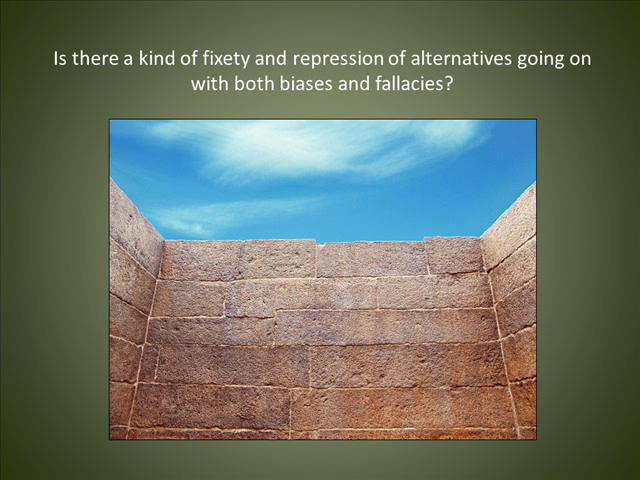 Is there a kind of fixety and repression of alternatives going on
with both biases and fallacies?